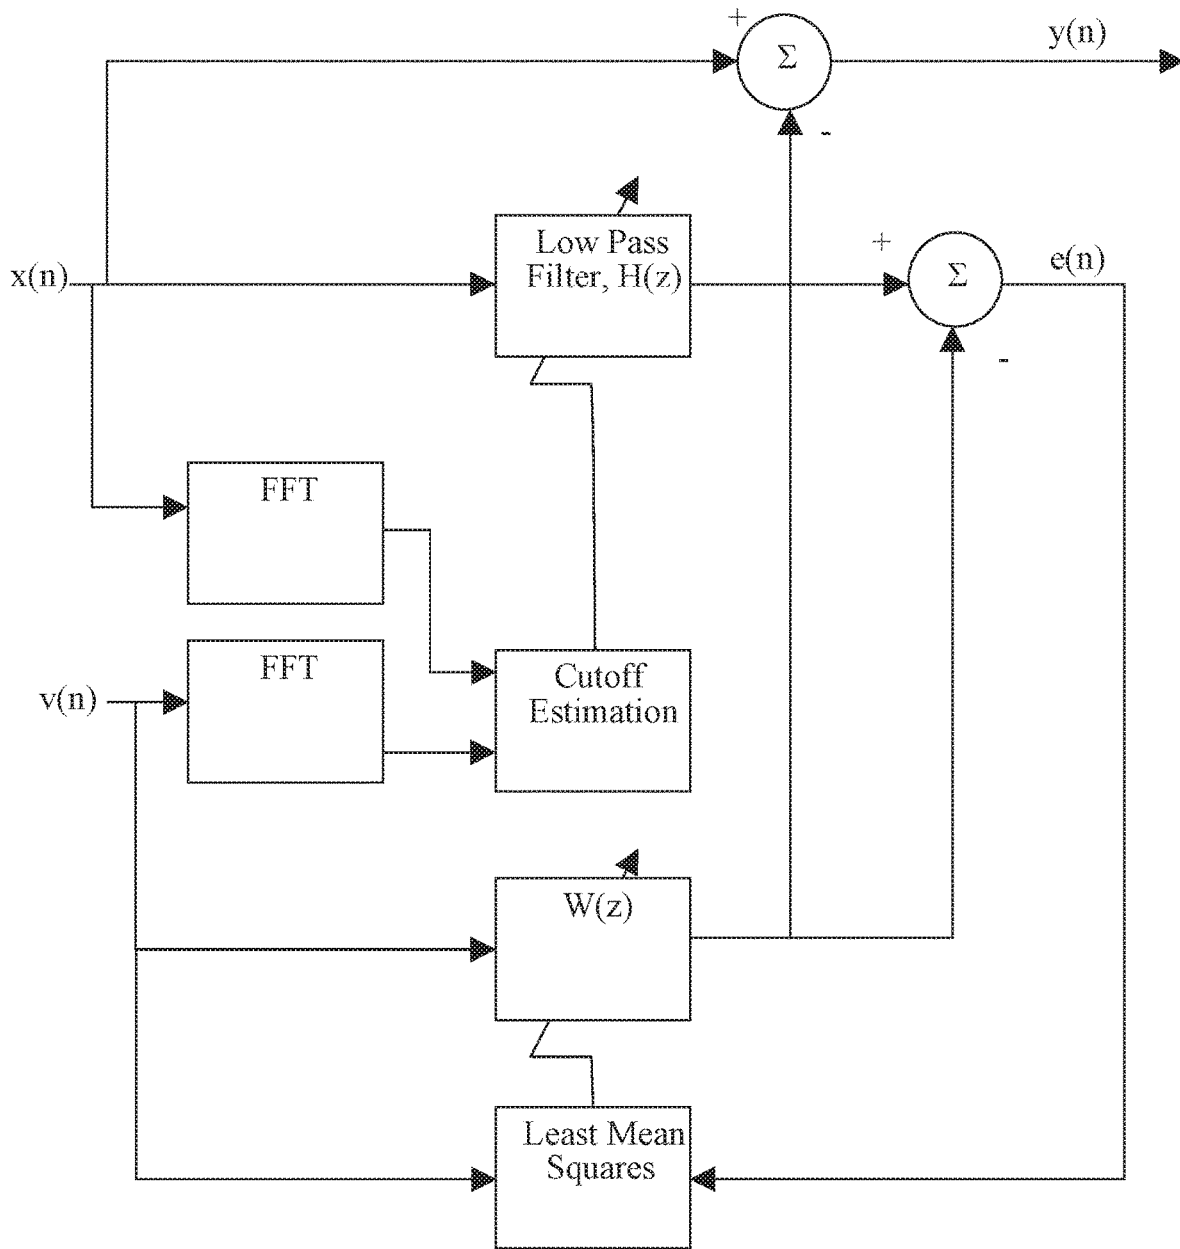 +
Σ
y(n)
-
Low Pass
Filter, H(z)
+
Σ
e(n)
x(n)
-
FFT
FFT
v(n)
Cutoff
Estimation
W(z)
Least Mean
Squares